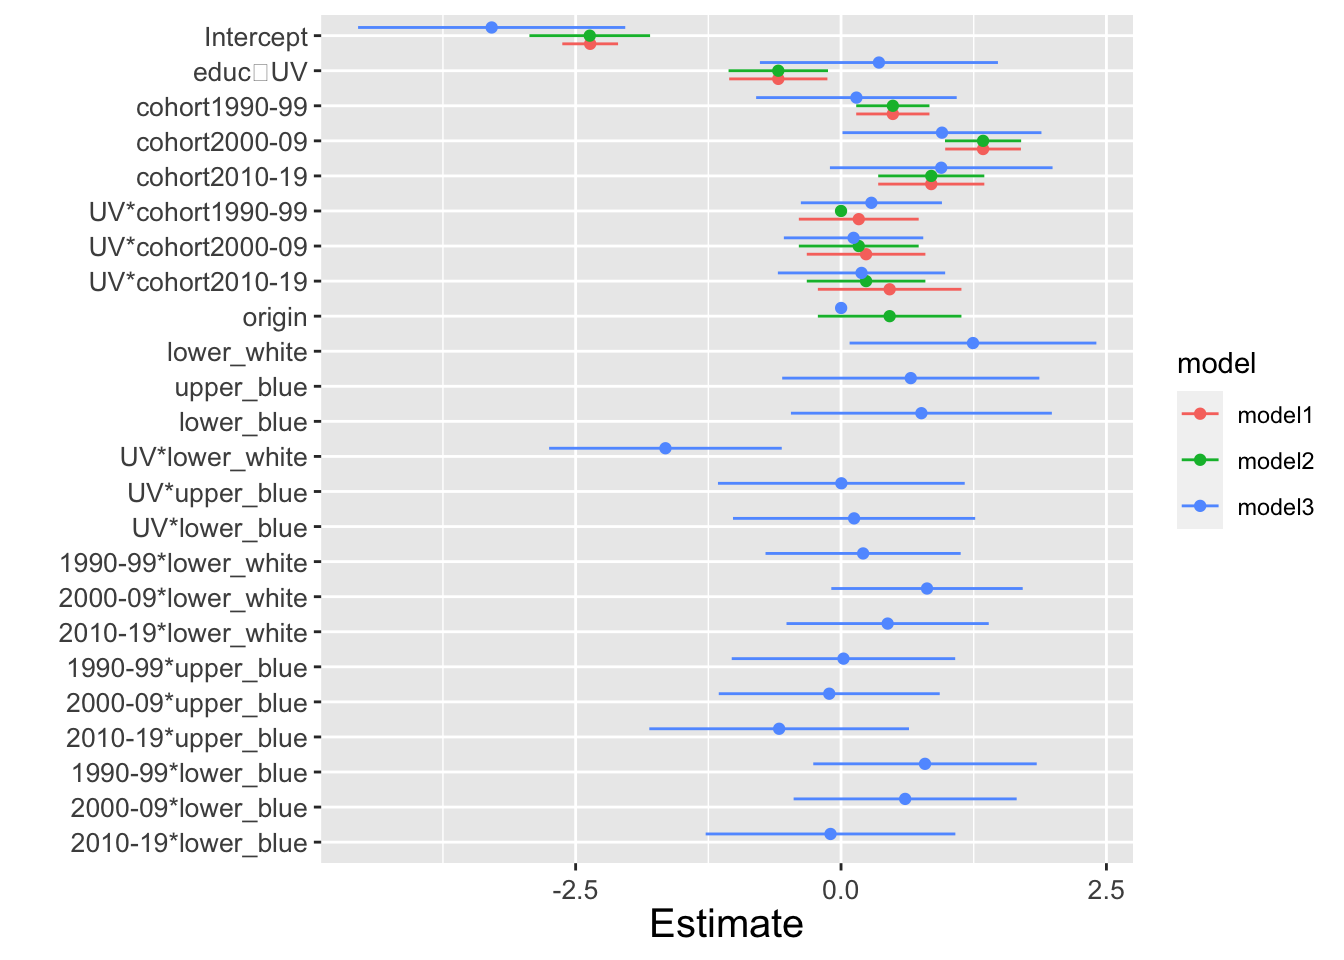 Intercept
educ□UV
cohort1990-99
cohort2000-09
cohort2010-19
UV*cohort1990-99
UV*cohort2000-09
UV*cohort2010-19
origin
lower_white
upper_blue
lower_blue
UV*lower_white
UV*upper_blue
UV*lower_blue
1990-99*lower_white
2000-09*lower_white
2010-19*lower_white
1990-99*upper_blue
2000-09*upper_blue
2010-19*upper_blue
1990-99*lower_blue
2000-09*lower_blue
2010-19*lower_blue
-2.5 0.0 2.5
Estimate
model
model1
model2
model3